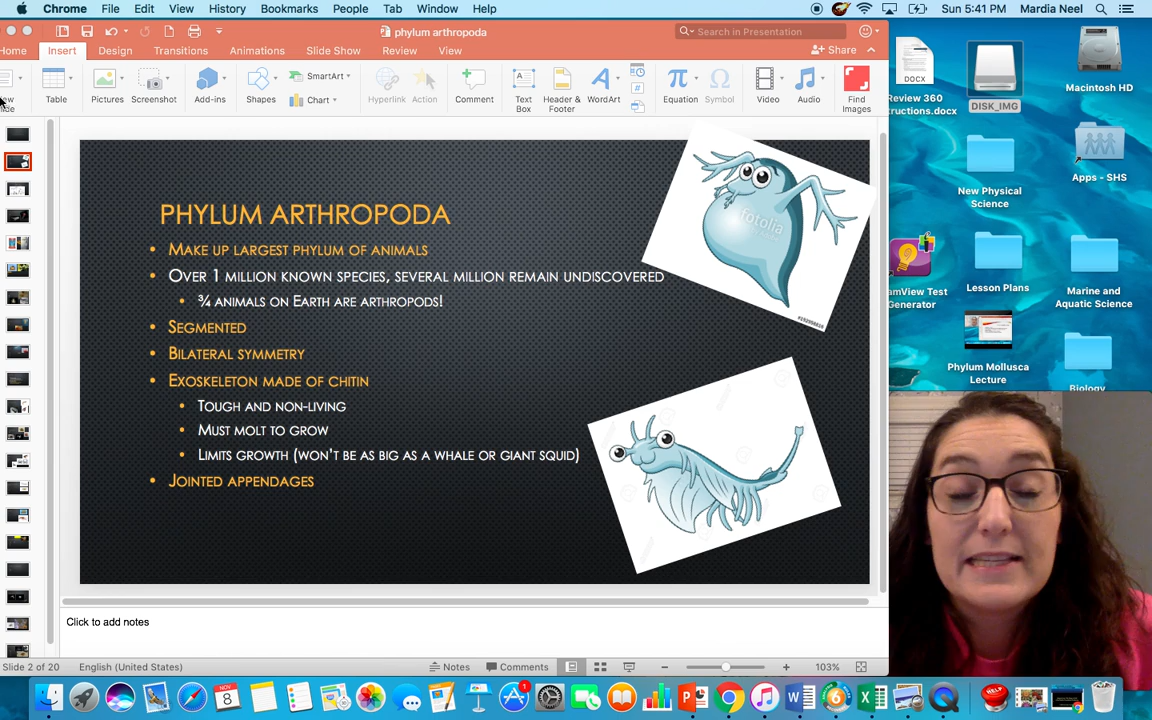 Chrome File Edit View History Bookmarks People Tab Window Help Sun 5:41 PM Mardia Neel
phylum arthropoda
Search in Presentation
Home Insert Design Transitions Animations Slide Show Review View Share
Table Pictures Screenshot Add-ins Shapes SmartArt Chart Hyperlink Action Comment Text Box Header & Footer WordArt Equation Symbol Video Audio Find Images
PHYLUM ARTHROPODA
• MAKE UP LARGEST PHYLUM OF ANIMALS
• OVER 1 MILLION KNOWN SPECIES, SEVERAL MILLION REMAIN UNDISCOVERED
• ¾ ANIMALS ON EARTH ARE ARTHROPODS!
• SEGMENTED
• BILATERAL SYMMETRY
• EXOSKELETON MADE OF CHITIN
• TOUGH AND NON-LIVING
• MUST MOLT TO GROW
• LIMITS GROWTH (WON'T BE AS BIG AS A WHALE OR GIANT SQUID)
• JOINTED APPENDAGES
fotolia
Click to add notes
Slide 2 of 20 English (United States) Notes Comments 103%
DOCX
Review 360
ructions.docx
DISK_IMG
Macintosh HD
New Physical
Science
Apps - SHS
amView Test
Generator
Lesson Plans
Marine and
Aquatic Science
Phylum Mollusca
Lecture
Biology
NOV
8
1
6
HELP